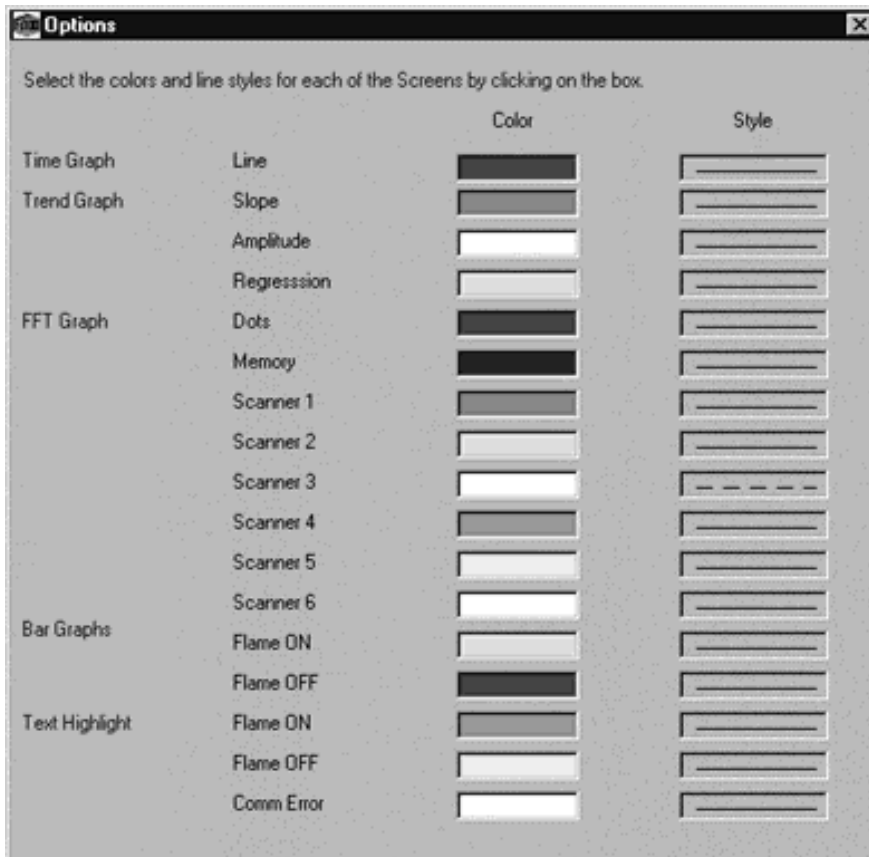 Options
Select the colors and line styles for each of the Screens by clicking on the box.
Color Style
Time Graph Line
Trend Graph Slope
Amplitude
Regresssion
FFT Graph Dots
Memory
Scanner 1
Scanner 2
Scanner 3
Scanner 4
Scanner 5
Scanner 6
Bar Graphs
Flame ON
Flame OFF
Text Highlight Flame ON
Flame OFF
Comm Error